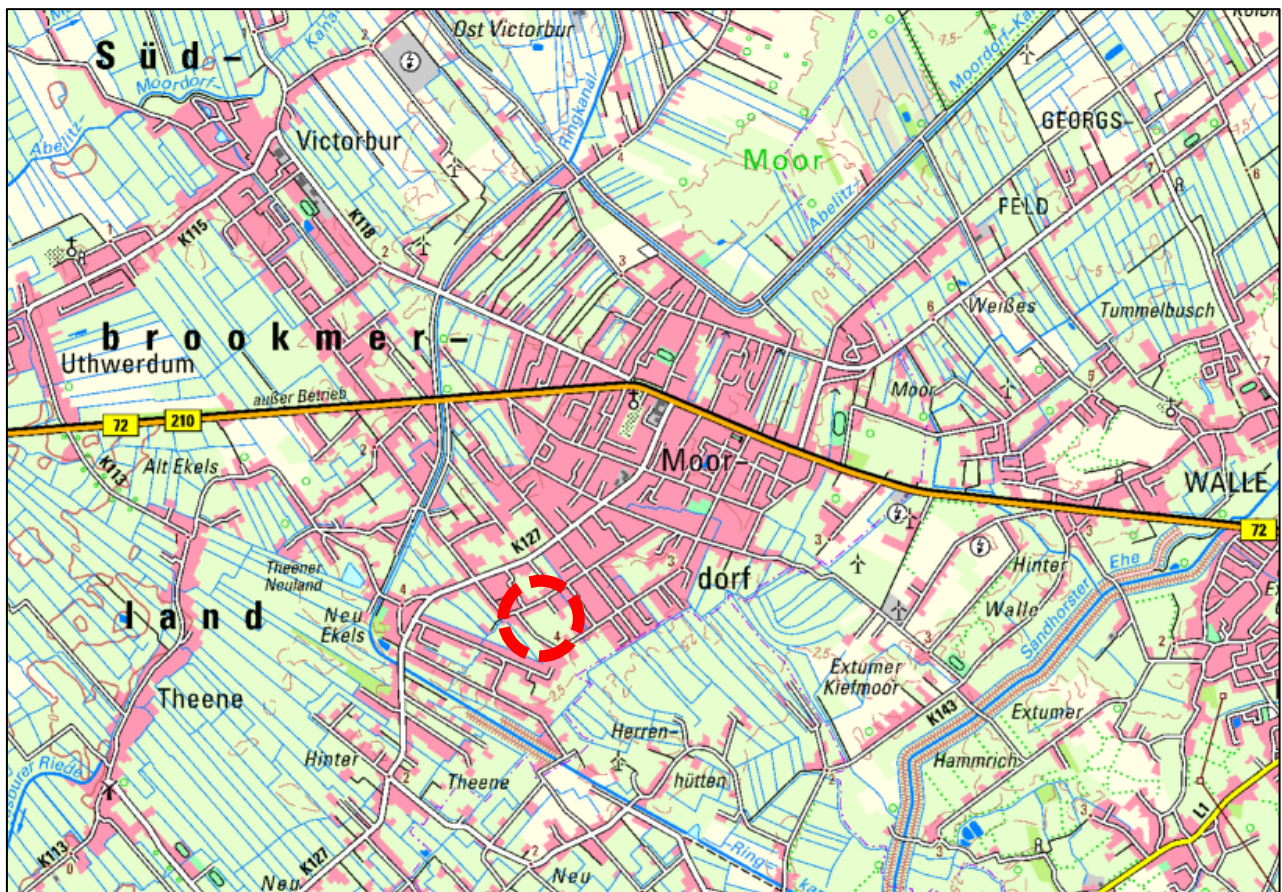 Süd-
Moordorf-
Kanal
Ost Victorbur
Ringkanal
Moordorf-
Abelitz-
Victorbur
Moor
GEORGS-
Abelitz-
FELD
K115
K118
Weißes
Tummelbusch
brookmer-
Uthwerdum
außer Betrieb
Moor
72
210
Alt Ekels
K113
Moor-
WALLE
72
K127
Theener
Neuland
dorf
Hinter
Ehe
Sandhorster
Walle
land
Neu
Ekels
4
Extumer
Kiefmoor
K143
Extumer
Theene
Herren-
hütten
Hammrich
Hinter
Theene
Riede
L1
K113
K127
Neu
Neu
-Ring-